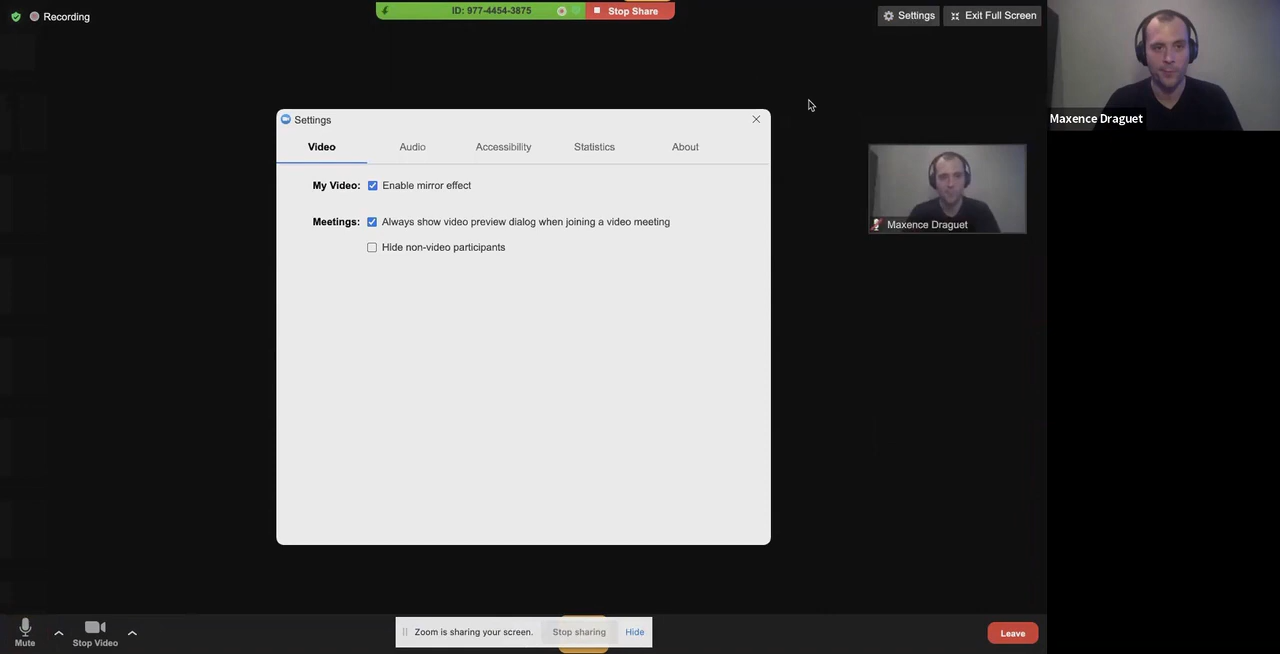 Recording
ID: 977-4454-3875
Stop Share
Settings
Exit Full Screen
Maxence Draguet
Settings
Video
Audio
Accessibility
Statistics
About
My Video: Enable mirror effect
Meetings: Always show video preview dialog when joining a video meeting
Hide non-video participants
Maxence Draguet
Mute
Stop Video
Zoom is sharing your screen.
Stop sharing
Hide
Leave